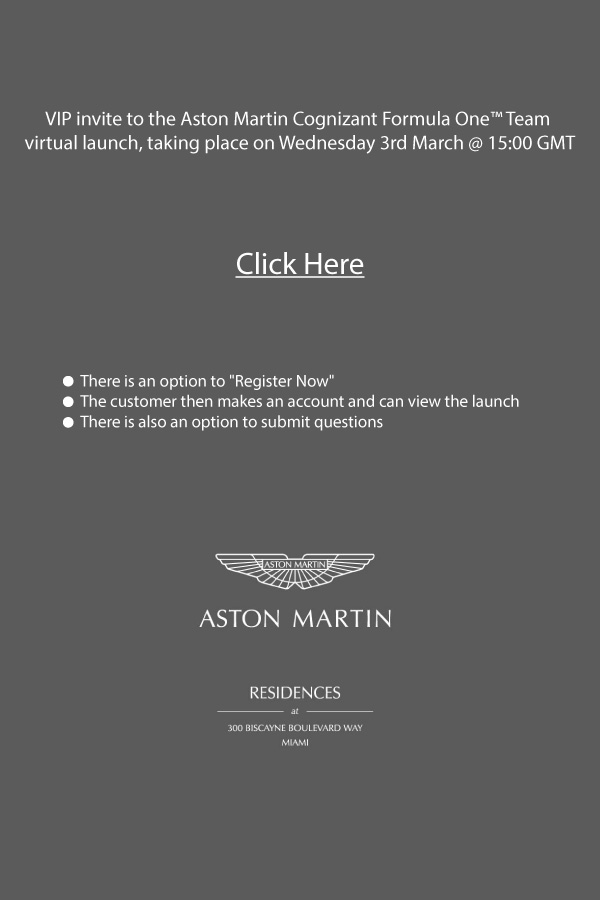 VIP invite to the Aston Martin Cognizant Formula One™ Team
virtual launch, taking place on Wednesday 3rd March @ 15:00 GMT
Click Here
● There is an option to "Register Now"
● The customer then makes an account and can view the launch
● There is also an option to submit questions
ASTON MARTIN
ASTON MARTIN
RESIDENCES
at
300 BISCAYNE BOULEVARD WAY
MIAMI